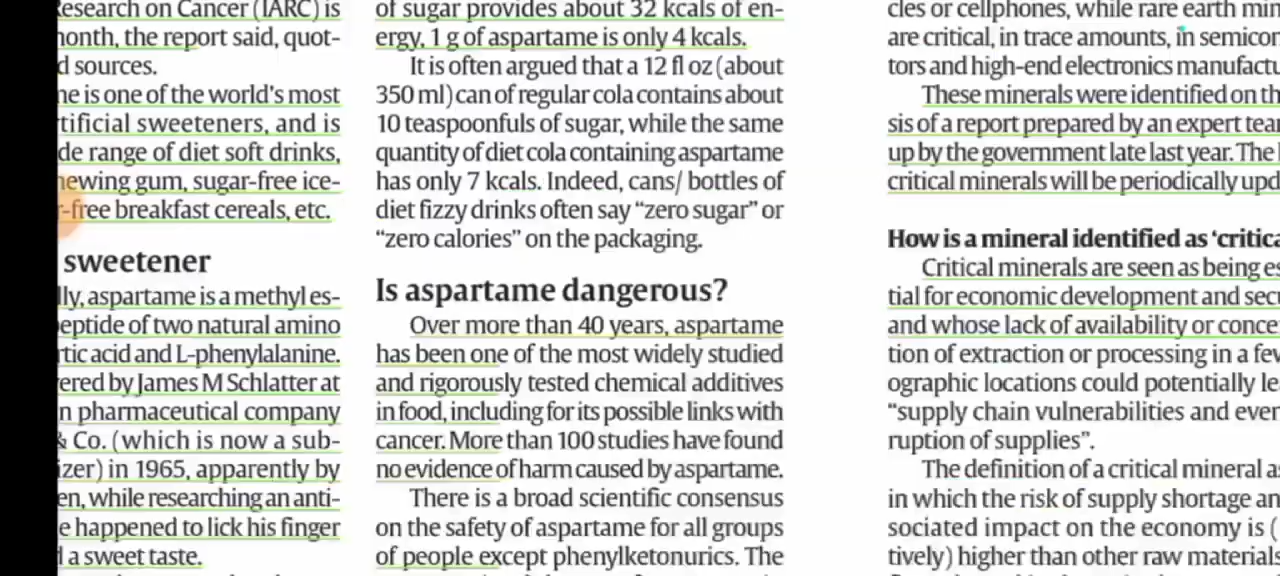 Research on Cancer (IARC) is
month, the report said, quot-
d sources.
ne is one of the world's most
tificial sweeteners, and is
de range of diet soft drinks,
hewing gum, sugar-free ice-
r-free breakfast cereals, etc.
sweetener
lly, aspartame is a methyl es-
peptide of two natural amino
rtic acid and L-phenylalanine.
vered by James M Schlatter at
n pharmaceutical company
& Co. (which is now a sub-
izer) in 1965, apparently by
en, while researching an anti-
e happened to lick his finger
d a sweet taste.
of sugar provides about 32 kcals of en-
ergy, 1 g of aspartame is only 4 kcals.
It is often argued that a 12 fl oz (about
350 ml) can of regular cola contains about
10 teaspoonfuls of sugar, while the same
quantity of diet cola containing aspartame
has only 7 kcals. Indeed, cans/ bottles of
diet fizzy drinks often say “zero sugar” or
“zero calories” on the packaging.
Is aspartame dangerous?
Over more than 40 years, aspartame
has been one of the most widely studied
and rigorously tested chemical additives
in food, including for its possible links with
cancer. More than 100 studies have found
no evidence of harm caused by aspartame.
There is a broad scientific consensus
on the safety of aspartame for all groups
of people except phenylketonurics. The
cles or cellphones, while rare earth min
are critical, in trace amounts, in semicon
tors and high-end electronics manufactu
These minerals were identified on th
sis of a report prepared by an expert tear
up by the government late last year. The l
critical minerals will be periodically upd
How is a mineral identified as ‘critica
Critical minerals are seen as being es
tial for economic development and secu
and whose lack of availability or conce
tion of extraction or processing in a few
ographic locations could potentially le
“supply chain vulnerabilities and even
ruption of supplies”.
The definition of a critical mineral as
in which the risk of supply shortage an
sociated impact on the economy is (
tively) higher than other raw materials